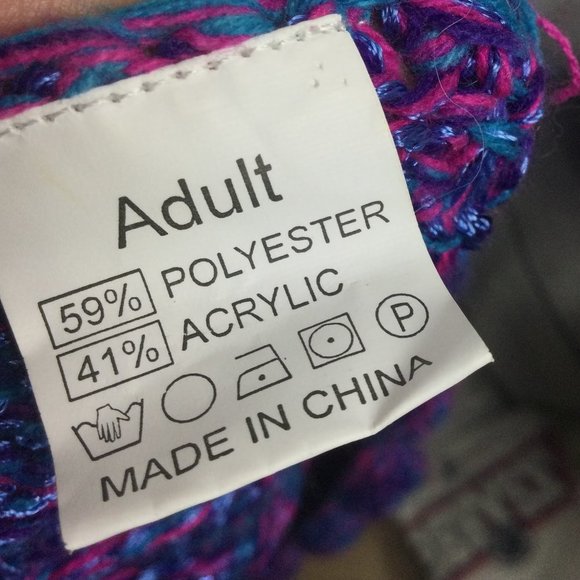 Adult
59% POLYESTER
41% ACRYLIC
P
MADE IN CHINA